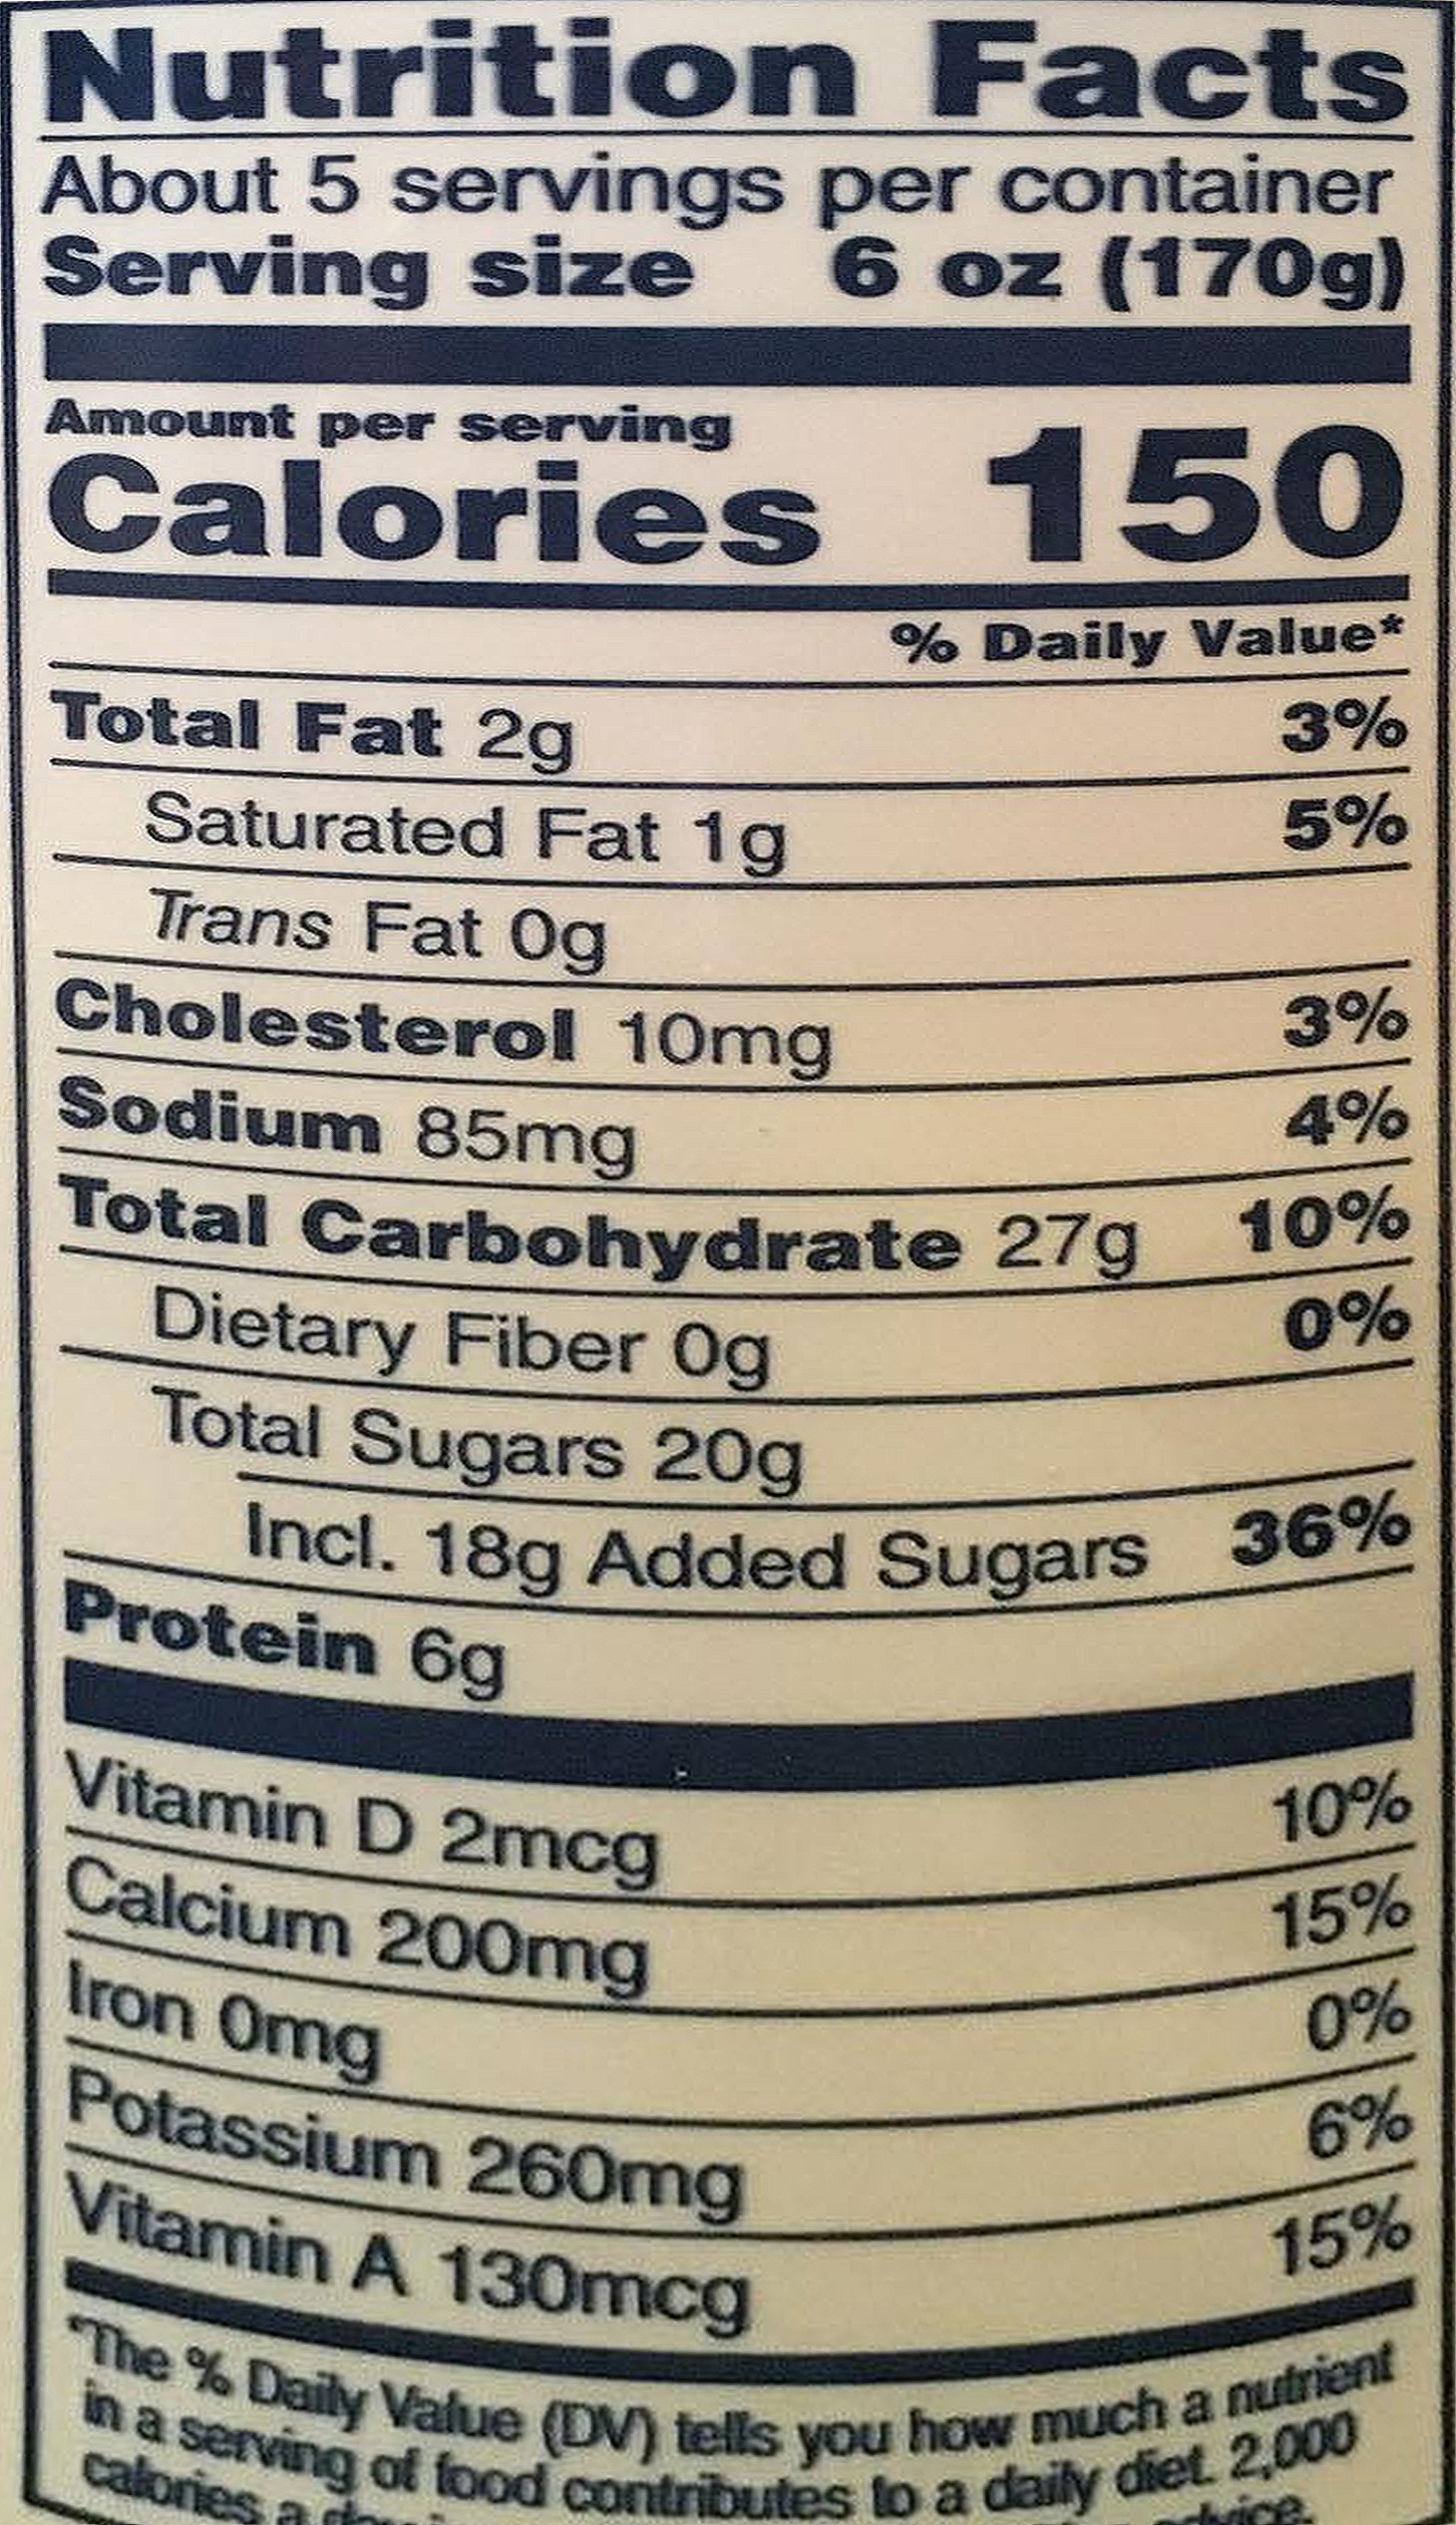 Nutrition Facts
About 5 servings per container
Serving size 6 oz (170g)
Amount per serving
Calories 150
% Daily Value*
Total Fat 2g 3%
Saturated Fat 1g 5%
Trans Fat 0g
Cholesterol 10mg 3%
Sodium 85mg 4%
Total Carbohydrate 27g 10%
Dietary Fiber 0g 0%
Total Sugars 20g
Incl. 18g Added Sugars 36%
Protein 6g
Vitamin D 2mcg 10%
Calcium 200mg 15%
Iron 0mg 0%
Potassium 260mg 6%
Vitamin A 130mcg 15%
*The % Daily Value (DV) tells you how much a nutrient
in a serving of food contributes to a daily diet. 2,000
calories a advice.